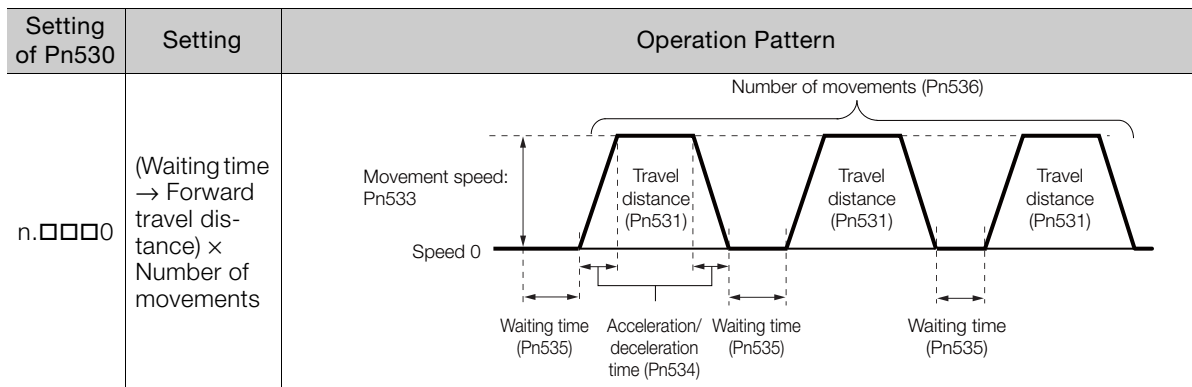 Setting
of Pn530
Setting
Operation Pattern
n.□□□0
(Waiting time
→ Forward
travel dis-
tance) ×
Number of
movements
Number of movements (Pn536)
Movement speed:
Pn533
Travel
distance
(Pn531)
Travel
distance
(Pn531)
Travel
distance
(Pn531)
Speed 0
Waiting time
(Pn535)
Acceleration/
deceleration
time (Pn534)
Waiting time
(Pn535)
Waiting time
(Pn535)